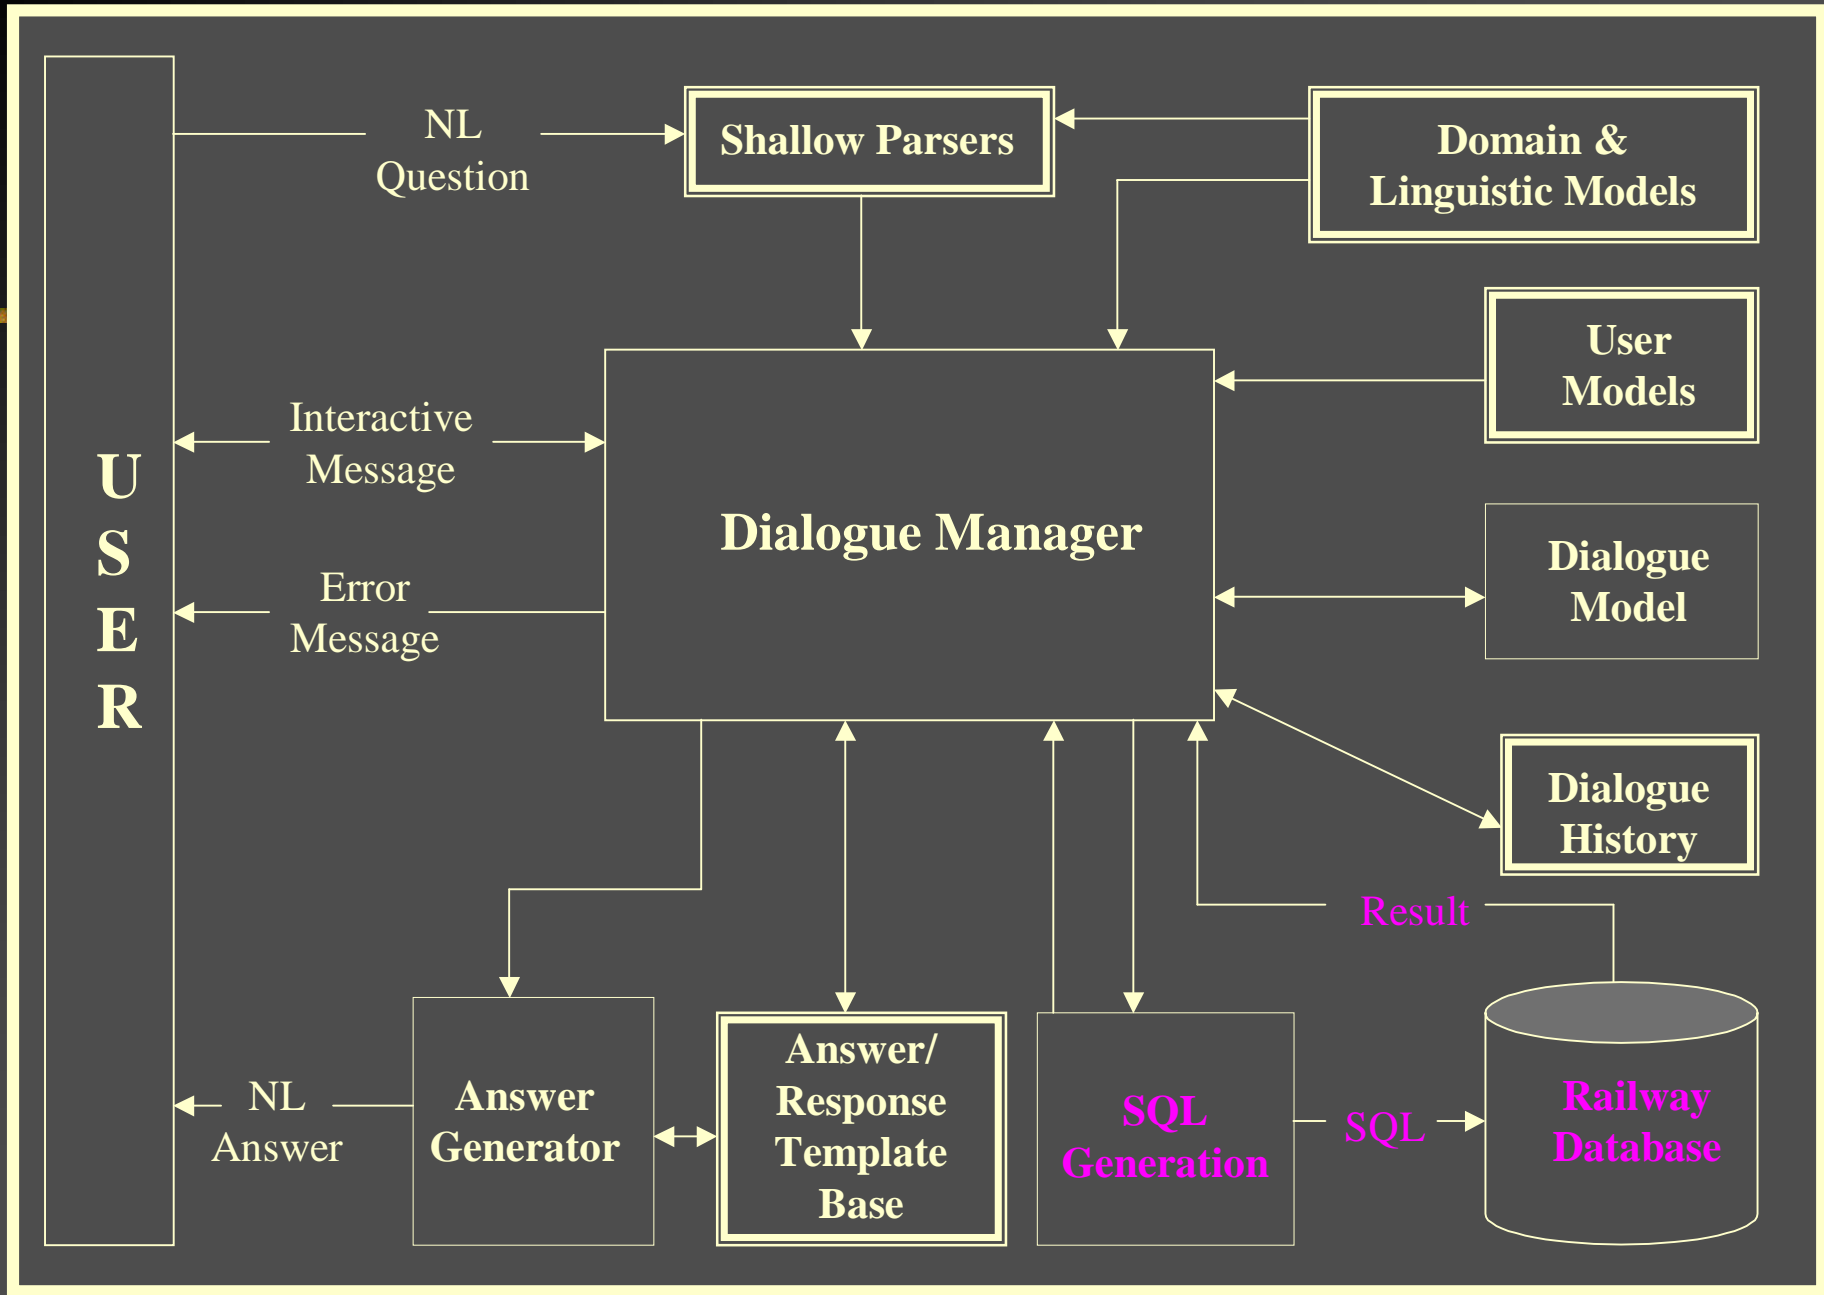 NL
Question
Shallow Parsers
Domain &
Linguistic Models
User
Models
Interactive
Message
U
S
E
R
Dialogue Manager
Dialogue
Model
Error
Message
Dialogue
History
Result
NL
Answer
Answer
Generator
Answer/
Response
Template
Base
SQL
Generation
SQL
Railway
Database